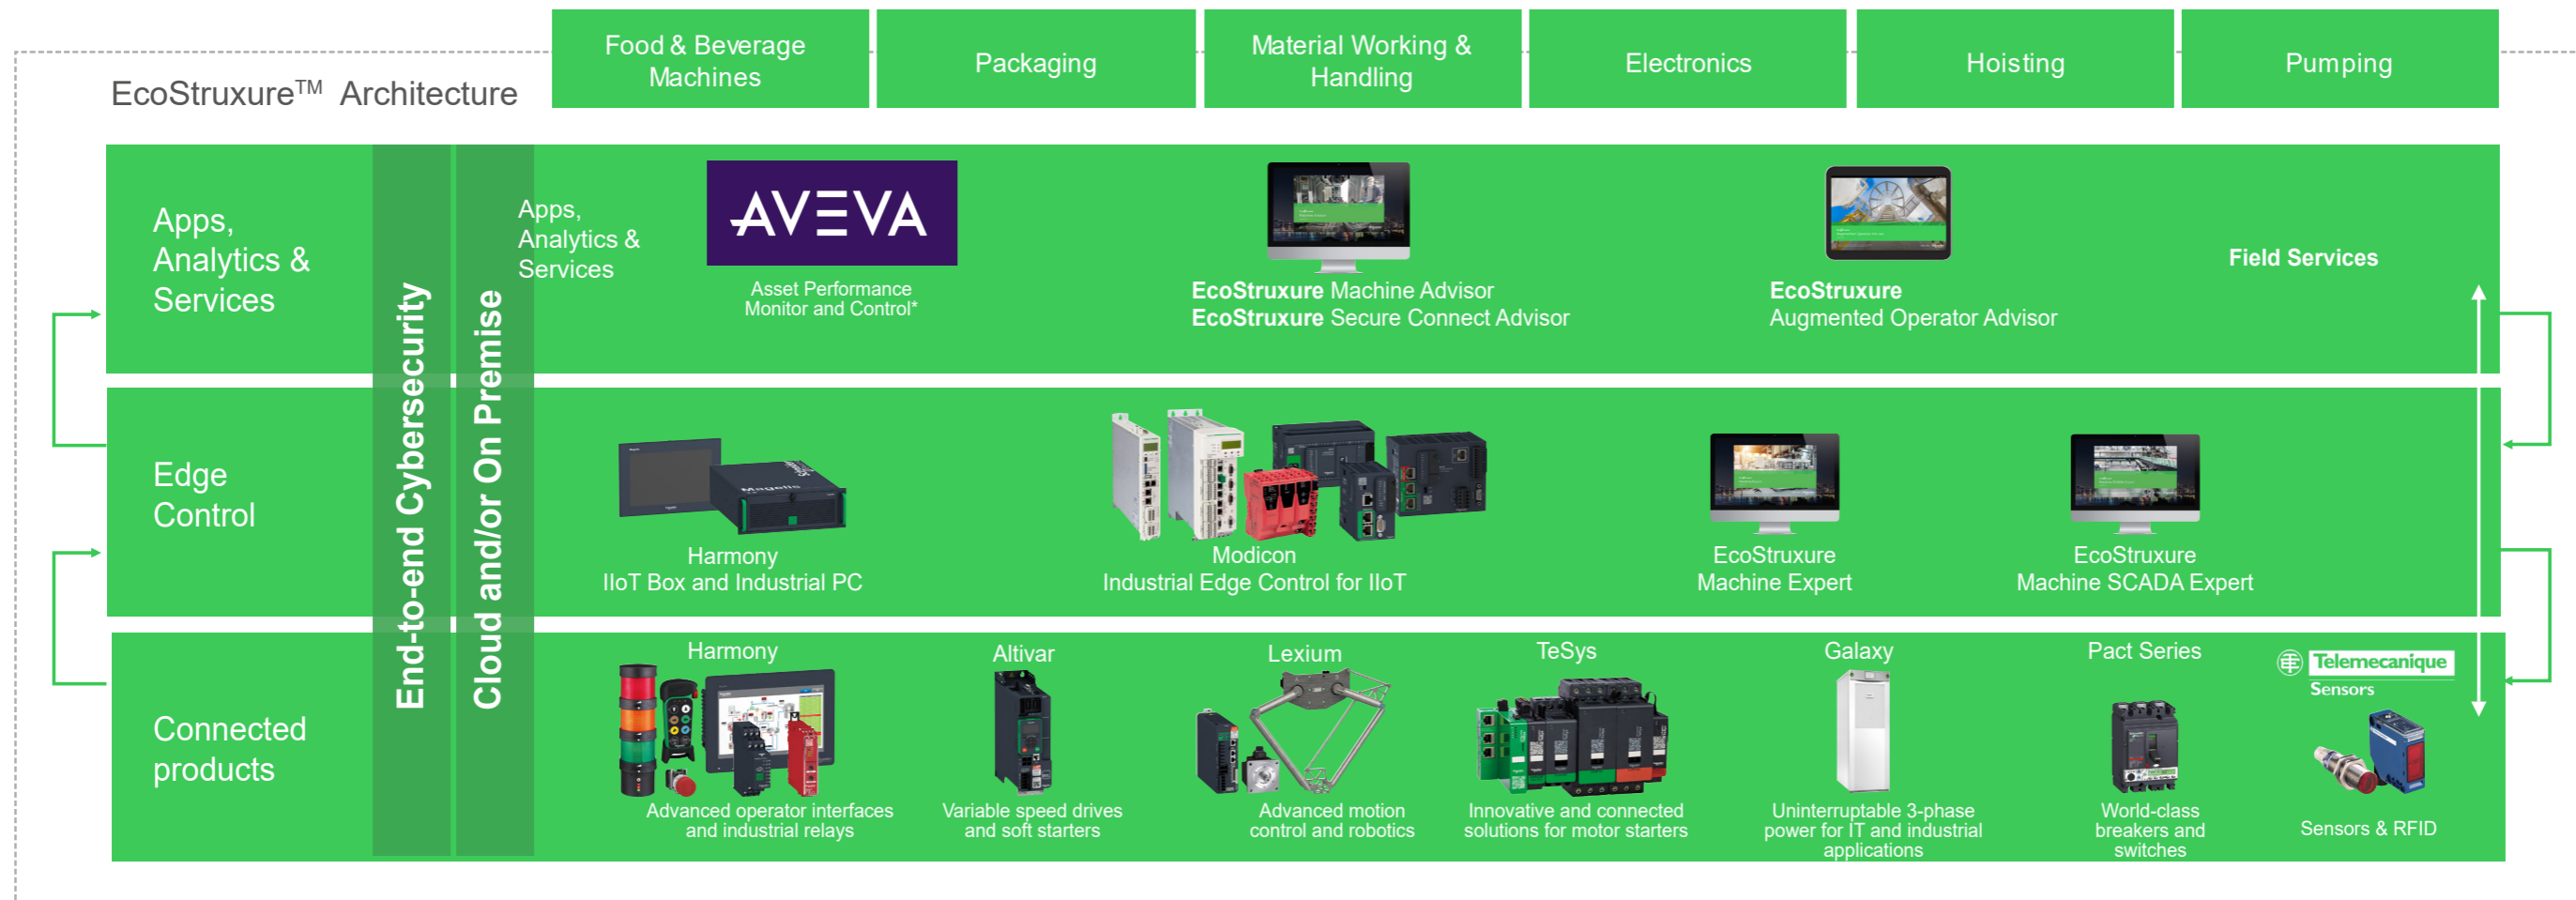 Food & Beverage
Machines
Packaging
Material Working &
Handling
Electronics
Hoisting
Pumping
EcoStruxure™ Architecture
Apps,
Analytics &
Services
End-to-end Cybersecurity
Cloud and/or On Premise
Apps,
Analytics &
Services
AVEVA
Asset Performance
Monitor and Control*
EcoStruxure Machine Advisor
EcoStruxure Secure Connect Advisor
EcoStruxure
Augmented Operator Advisor
Field Services
Edge
Control
Magelis
Harmony
IIoT Box and Industrial PC
Modicon
Industrial Edge Control for IIoT
EcoStruxure
Machine Expert
EcoStruxure
Machine SCADA Expert
Connected
products
Harmony
Advanced operator interfaces
and industrial relays
Altivar
Variable speed drives
and soft starters
Lexium
Advanced motion
control and robotics
TeSys
Innovative and connected
solutions for motor starters
Galaxy
Uninterruptable 3-phase
power for IT and industrial
applications
Pact Series
World-class
breakers and
switches
Telemecanique
Sensors
Sensors & RFID